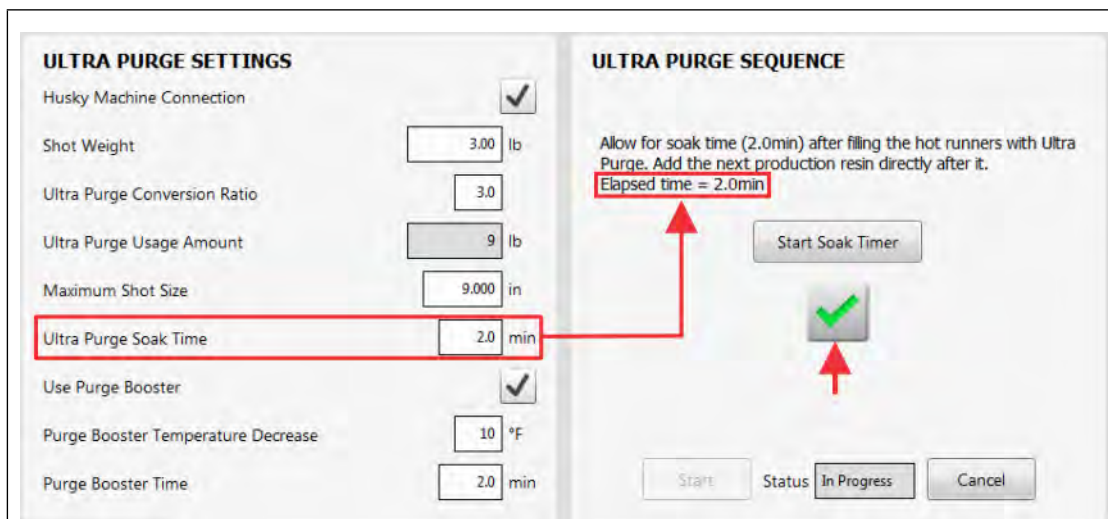 ULTRA PURGE SETTINGS
Husky Machine Connection
Shot Weight 3.00 lb
Ultra Purge Conversion Ratio 3.0
Ultra Purge Usage Amount 9 lb
Maximum Shot Size 9.000 in
Ultra Purge Soak Time 2.0 min
Use Purge Booster
Purge Booster Temperature Decrease 10 °F
Purge Booster Time 2.0 min
ULTRA PURGE SEQUENCE
Allow for soak time (2.0min) after filling the hot runners with Ultra
Purge. Add the next production resin directly after it.
Elapsed time = 2.0min
Start Soak Timer
Start Status In Progress Cancel